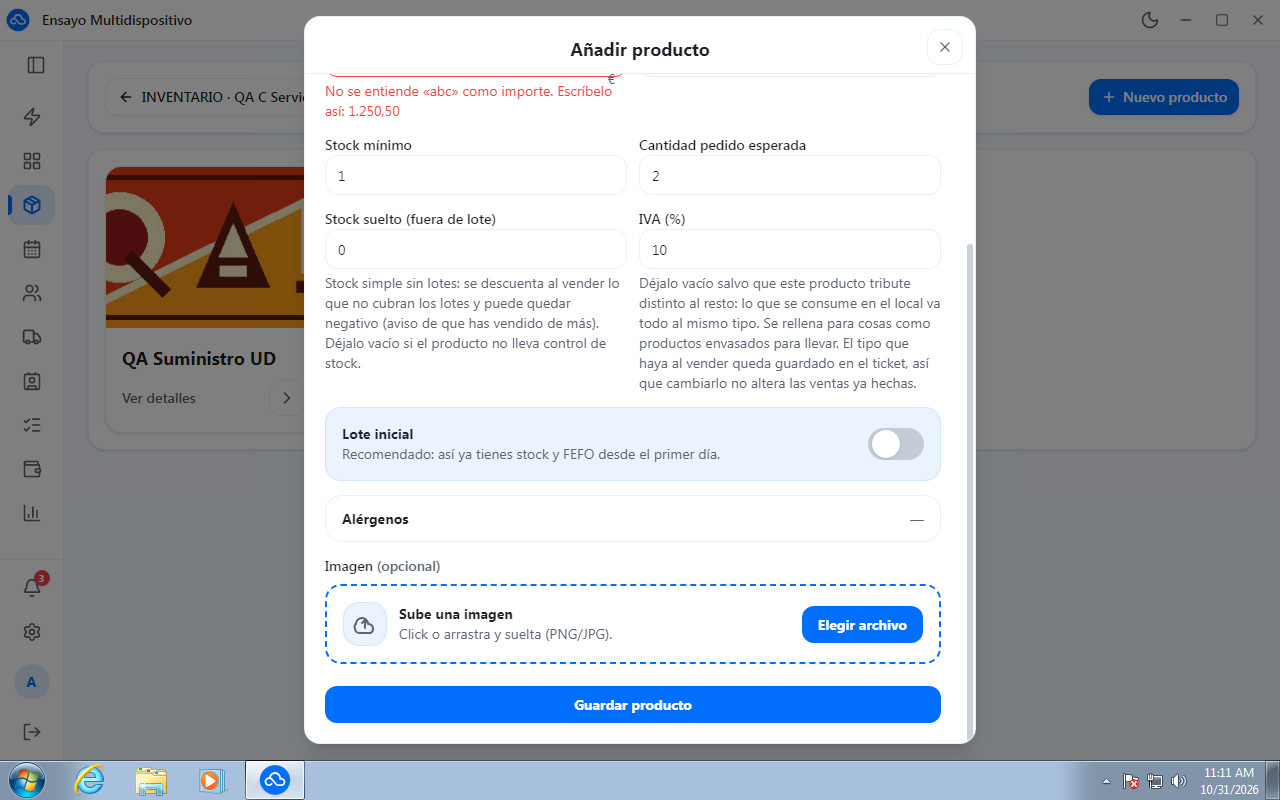 Ensayo Multidispositivo
Añadir producto
INVENTARIO · QA C Servi
+ Nuevo producto
€
No se entiende «abc» como importe. Escríbelo
así: 1.250,50
Stock mínimo
Cantidad pedido esperada
1
2
Stock suelto (fuera de lote)
IVA (%)
0
10
Stock simple sin lotes: se descuenta al vender lo
que no cubran los lotes y puede quedar
negativo (aviso de que has vendido de más).
Déjalo vacío si el producto no lleva control de
stock.
Déjalo vacío salvo que este producto tribute
distinto al resto: lo que se consume en el local va
todo al mismo tipo. Se rellena para cosas como
productos envasados para llevar. El tipo que
haya al vender queda guardado en el ticket, así
que cambiarlo no altera las ventas ya hechas.
QA
QA Suministro UD
Ver detalles
Lote inicial
Recomendado: así ya tienes stock y FEFO desde el primer día.
Alérgenos
—
Imagen (opcional)
Sube una imagen
Click o arrastra y suelta (PNG/JPG).
Elegir archivo
Guardar producto
3
A
11:11 AM
10/31/2026